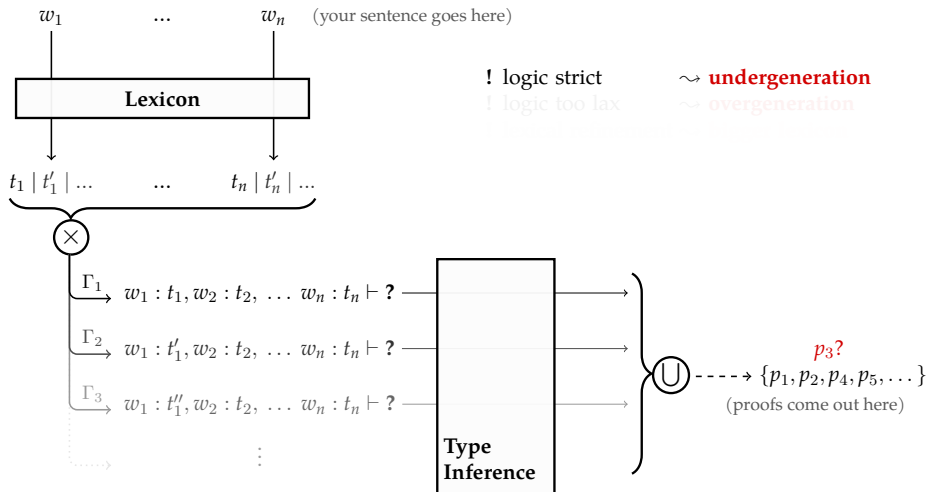 w₁ ... wₙ (your sentence goes here)
! logic strict ⇝ undergeneration
! logic too lax ⇝ overgeneration
Lexicon
t₁ | t′₁ | ... ... tₙ | t′ₙ | ...
×
Γ₁ w₁ : t₁, w₂ : t₂, ... wₙ : tₙ ⊢ ?
Γ₂ w₁ : t′₁, w₂ : t₂, ... wₙ : tₙ ⊢ ?
Γ₃ w₁ : t″₁, w₂ : t₂, ... wₙ : tₙ ⊢ ?
⋮
Type
Inference
⋃
p₃?
{p₁, p₂, p₄, p₅, ...}
(proofs come out here)